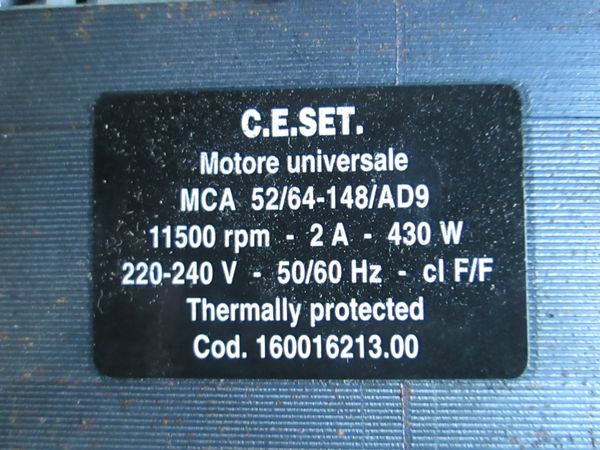 C.E.SET.
Motore universale
MCA 52/64-148/AD9
11500 rpm - 2 A - 430 W
220-240 V - 50/60 Hz - cl F/F
Thermally protected
Cod. 160016213.00